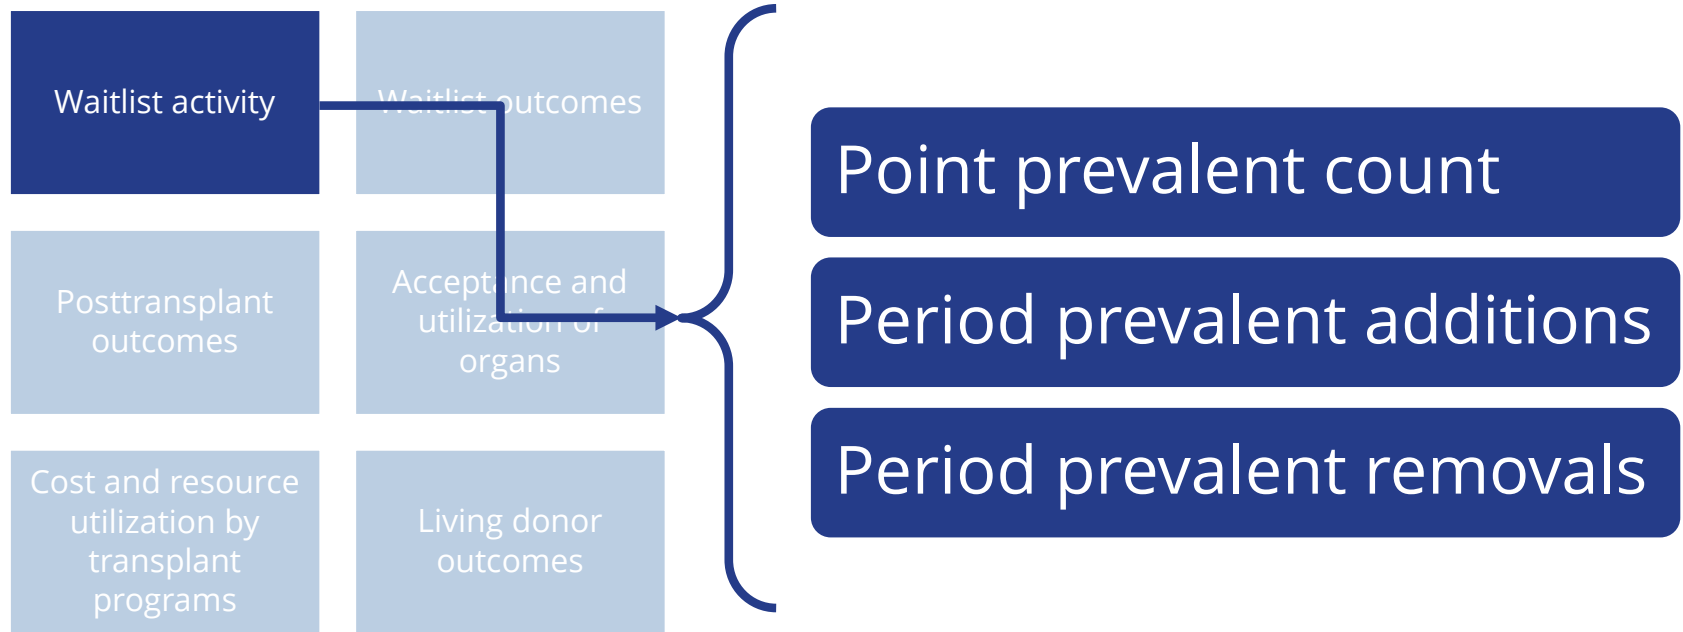 Waitlist activity
Waitlist outcomes
Posttransplant
outcomes
Acceptance and
utilization of
organs
Cost and resource
utilization by
transplant
programs
Living donor
outcomes
Point prevalent count
Period prevalent additions
Period prevalent removals